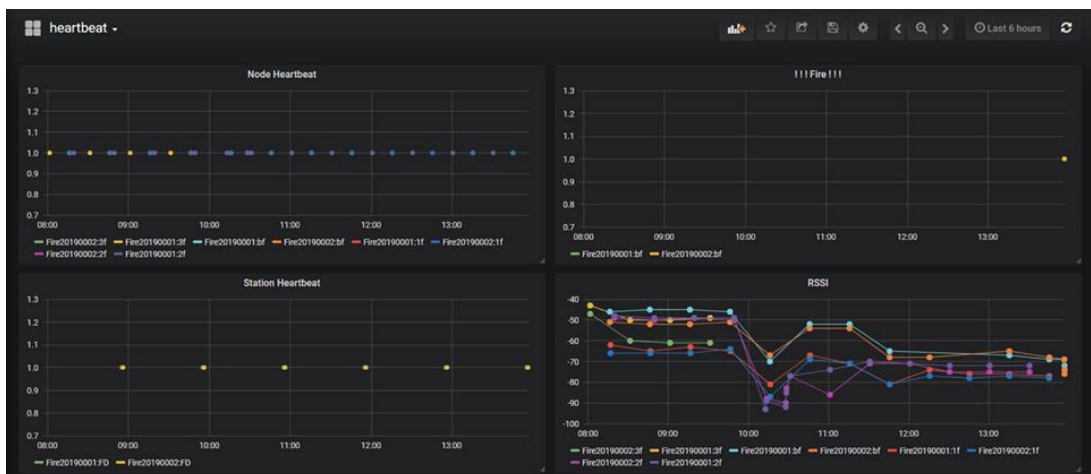 heartbeat
Last 6 hours
Node Heartbeat
1.3
1.2
1.1
1.0
0.9
0.8
0.7
08:00 09:00 10:00 11:00 12:00 13:00
Fire20190002:3f Fire20190001:3f Fire20190001:bf Fire20190002:bf Fire20190001:1f Fire20190002:1f
Fire20190002:2f Fire20190001:2f
! ! ! Fire ! ! !
1.3
1.2
1.1
1.0
0.9
0.8
0.7
08:00 09:00 10:00 11:00 12:00 13:00
Fire20190001:bf Fire20190002:bf
Station Heartbeat
1.3
1.2
1.1
1.0
0.9
0.8
0.7
08:00 09:00 10:00 11:00 12:00 13:00
Fire20190001:FD Fire20190002:FD
RSSI
-40
-50
-60
-70
-80
-90
-100
08:00 09:00 10:00 11:00 12:00 13:00
Fire20190002:3f Fire20190001:3f Fire20190001:bf Fire20190002:bf Fire20190001:1f Fire20190002:1f
Fire20190002:2f Fire20190001:2f